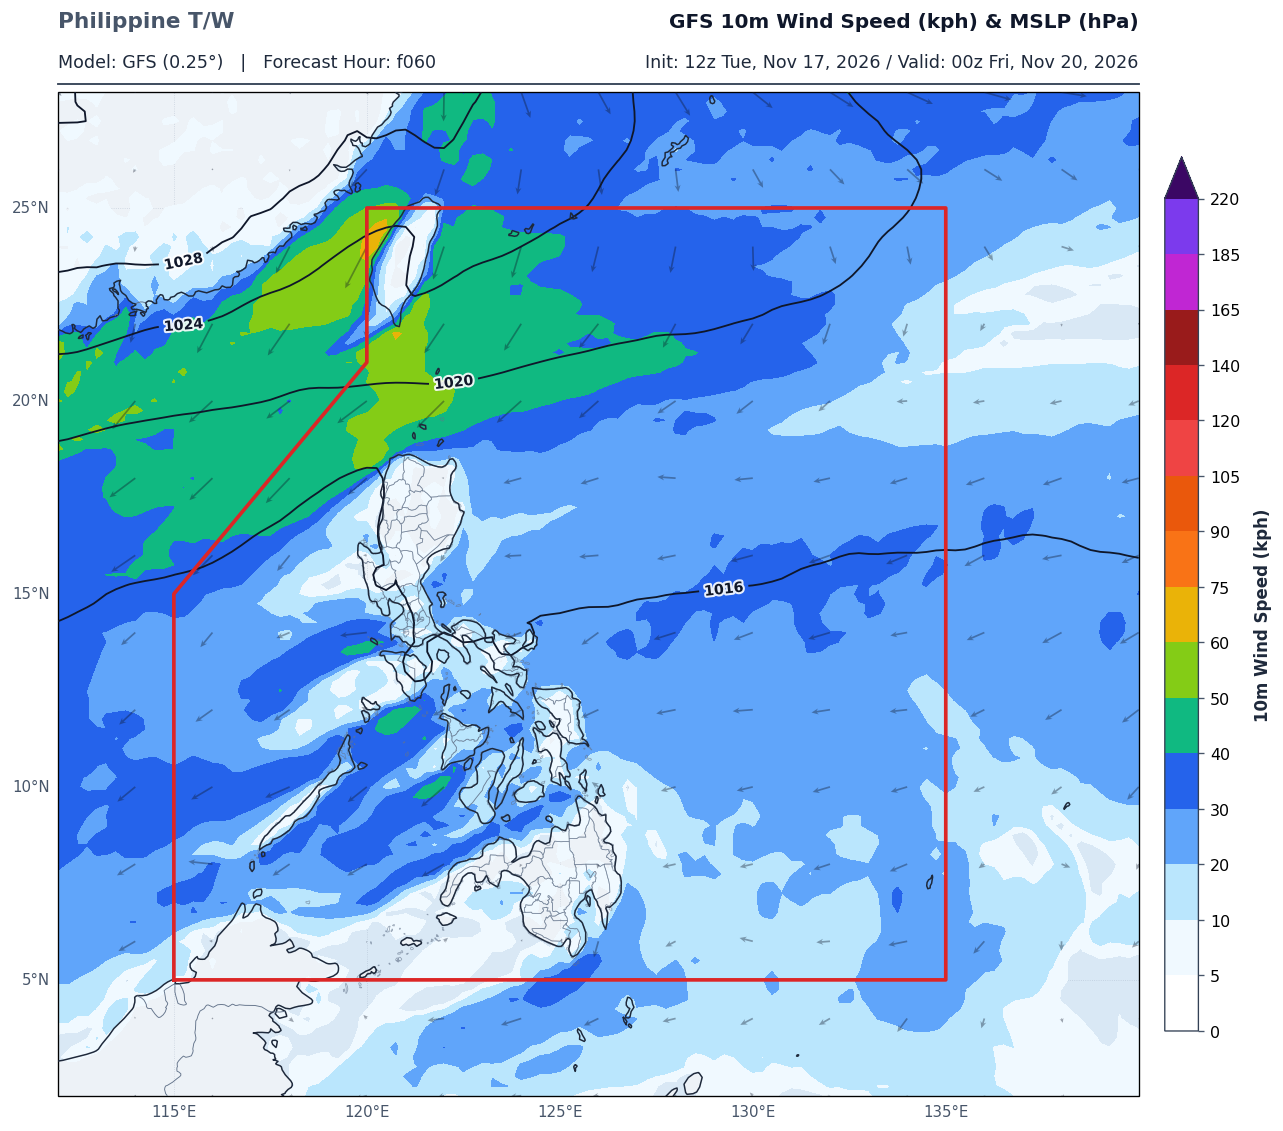 Philippine T/W
GFS 10m Wind Speed (kph) & MSLP (hPa)
Model: GFS (0.25°)   |   Forecast Hour: f060
Init: 12z Tue, Nov 17, 2026 / Valid: 00z Fri, Nov 20, 2026
25°N
20°N
15°N
10°N
5°N
1028
1024
1020
1016
115°E
120°E
125°E
130°E
135°E
220
185
165
140
120
105
90
75
60
50
40
30
20
10
5
0
10m Wind Speed (kph)